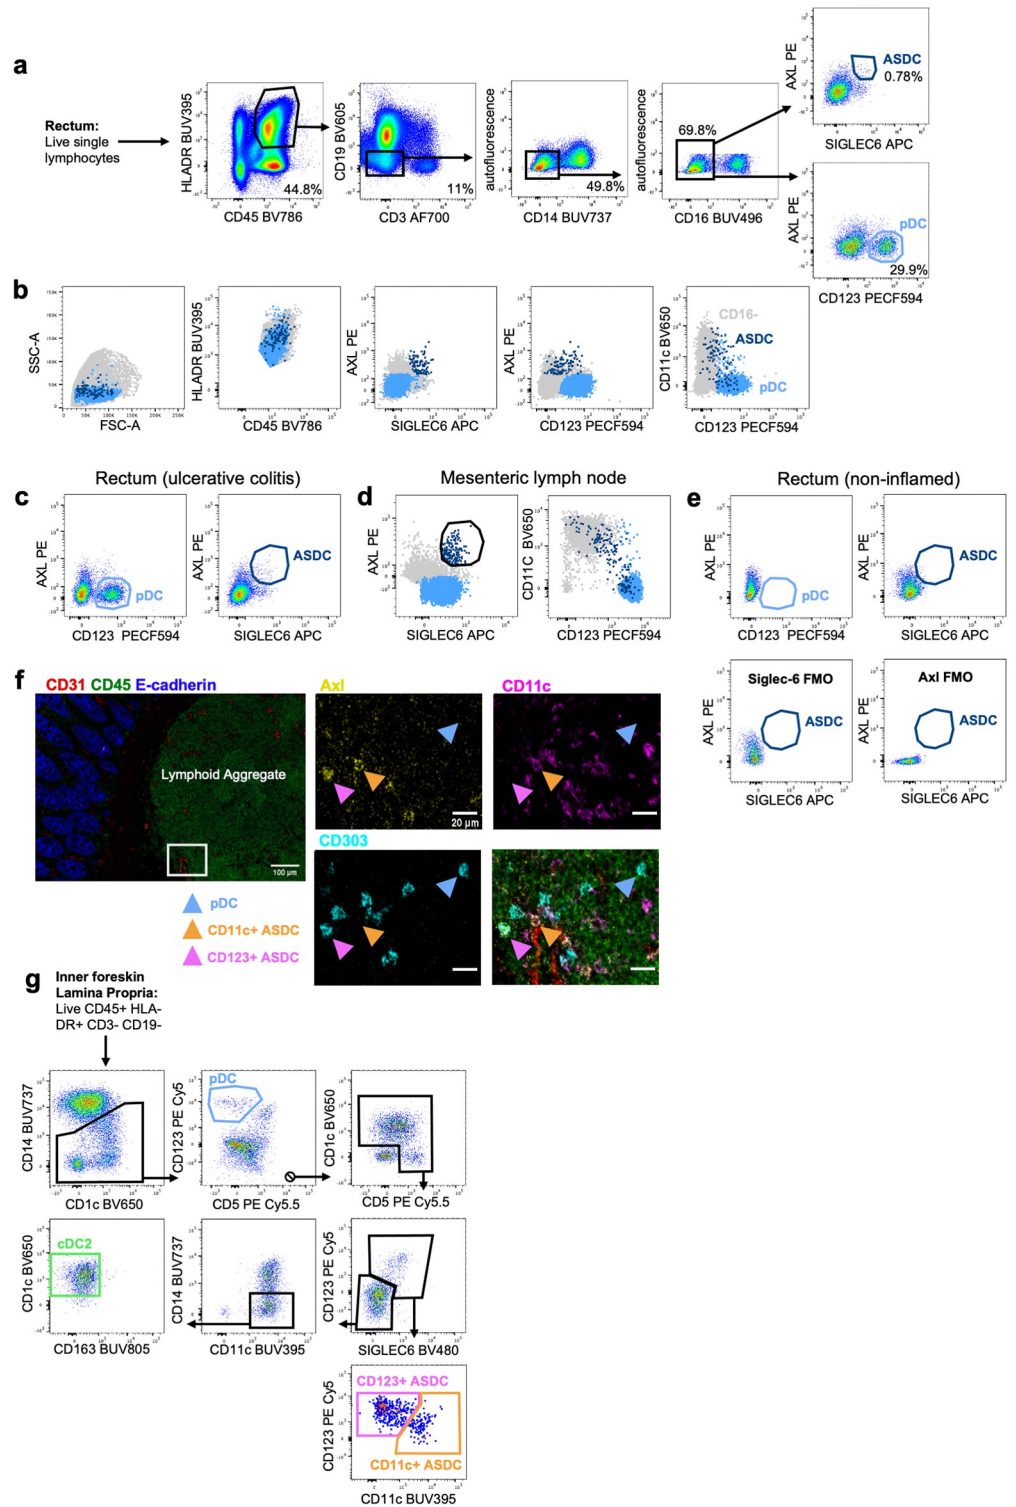 a
Rectum:
Live single
lymphocytes
HLADR BUV395
44.8%
CD45 BV786
CD19 BV605
11%
CD3 AF700
autofluorescence
49.8%
CD14 BUV737
autofluorescence
69.8%
CD16 BUV496
AXL PE
ASDC
0.78%
SIGLEC6 APC
AXL PE
pDC
29.9%
CD123 PECF594
b
SSC-A
FSC-A
HLADR BUV395
CD45 BV786
AXL PE
SIGLEC6 APC
AXL PE
CD123 PECF594
CD11c BV650
CD16-
ASDC
pDC
CD123 PECF594
c
Rectum (ulcerative colitis)
AXL PE
pDC
CD123 PECF594
AXL PE
ASDC
SIGLEC6 APC
d
Mesenteric lymph node
AXL PE
SIGLEC6 APC
CD11C BV650
CD123 PECF594
e
Rectum (non-inflamed)
AXL PE
pDC
CD123 PECF594
AXL PE
ASDC
SIGLEC6 APC
Siglec-6 FMO
AXL PE
ASDC
SIGLEC6 APC
Axl FMO
AXL PE
ASDC
SIGLEC6 APC
f
CD31 CD45 E-cadherin
Lymphoid Aggregate
100 μm
Axl
20 μm
CD11c
CD303
pDC
CD11c+ ASDC
CD123+ ASDC
g
Inner foreskin
Lamina Propria:
Live CD45+ HLA-
DR+ CD3- CD19-
CD14 BUV737
CD1c BV650
CD123 PE Cy5
pDC
CD5 PE Cy5.5
CD1c BV650
CD5 PE Cy5.5
CD1c BV650
cDC2
CD163 BUV805
CD14 BUV737
CD11c BUV395
CD123 PE Cy5
SIGLEC6 BV480
CD123 PE Cy5
CD123+ ASDC
CD11c+ ASDC
CD11c BUV395